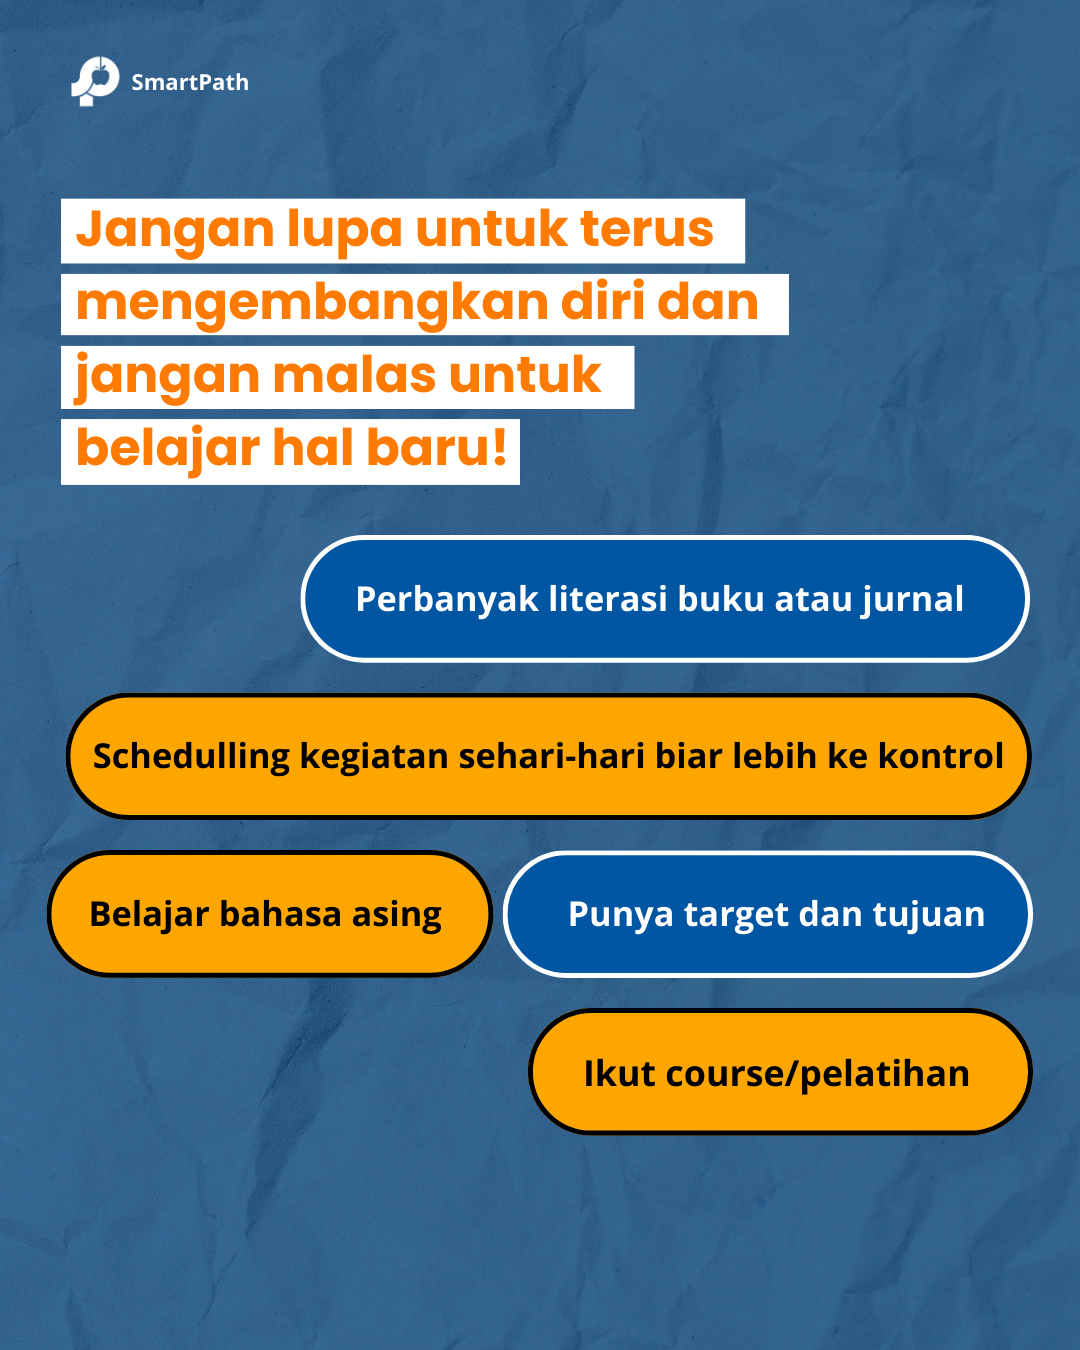 SmartPath
Jangan lupa untuk terus
mengembangkan diri dan
jangan malas untuk
belajar hal baru!
Perbanyak literasi buku atau jurnal
Schedulling kegiatan sehari-hari biar lebih ke kontrol
Belajar bahasa asing
Punya target dan tujuan
Ikut course/pelatihan